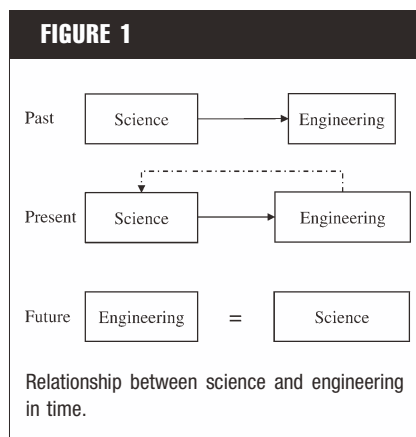 FIGURE 1
Past Science Engineering
Present Science Engineering
Future Engineering = Science
Relationship between science and engineering
in time.